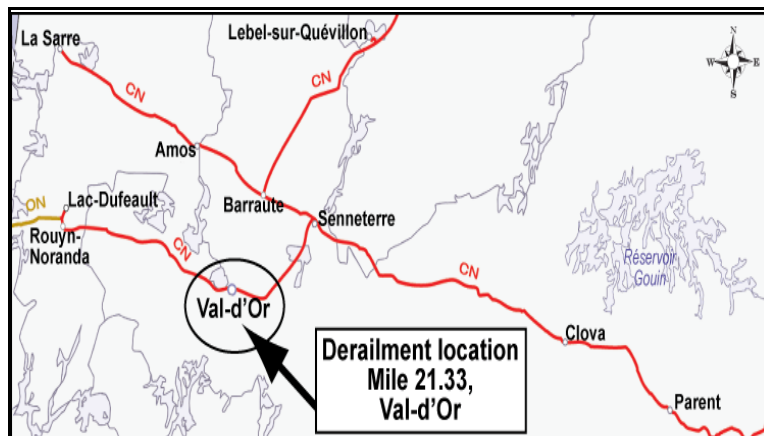 La Sarre
Lebel-sur-Quévillon
N
W E
S
CN
CN
Amos
ON
Lac-Dufeault
Barraute
Senneterre
Rouyn-
Noranda
CN
CN
Réservoir
Gouin
Val-d'Or
Clova
Derailment location
Mile 21.33,
Val-d'Or
Parent